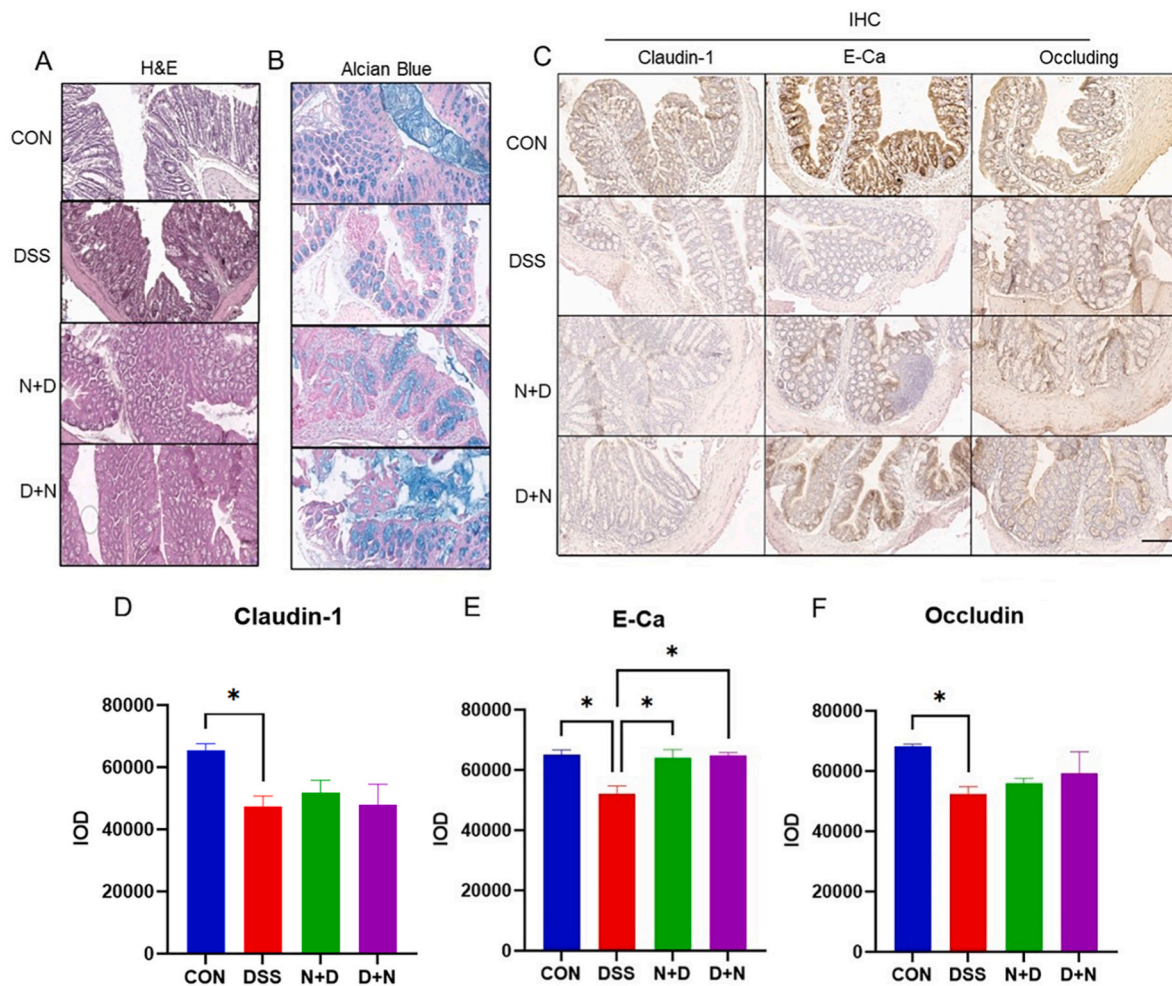 IHC
A
H&E
B
Alcian Blue
C
Claudin-1
E-Ca
Occluding
CON
DSS
N+D
D+N
CON
DSS
N+D
D+N
D
Claudin-1
*
80000
60000
40000
20000
0
IOD
CON
DSS
N+D
D+N
E
E-Ca
*
*
*
80000
60000
40000
20000
0
IOD
CON
DSS
N+D
D+N
F
Occludin
*
80000
60000
40000
20000
0
IOD
CON
DSS
N+D
D+N